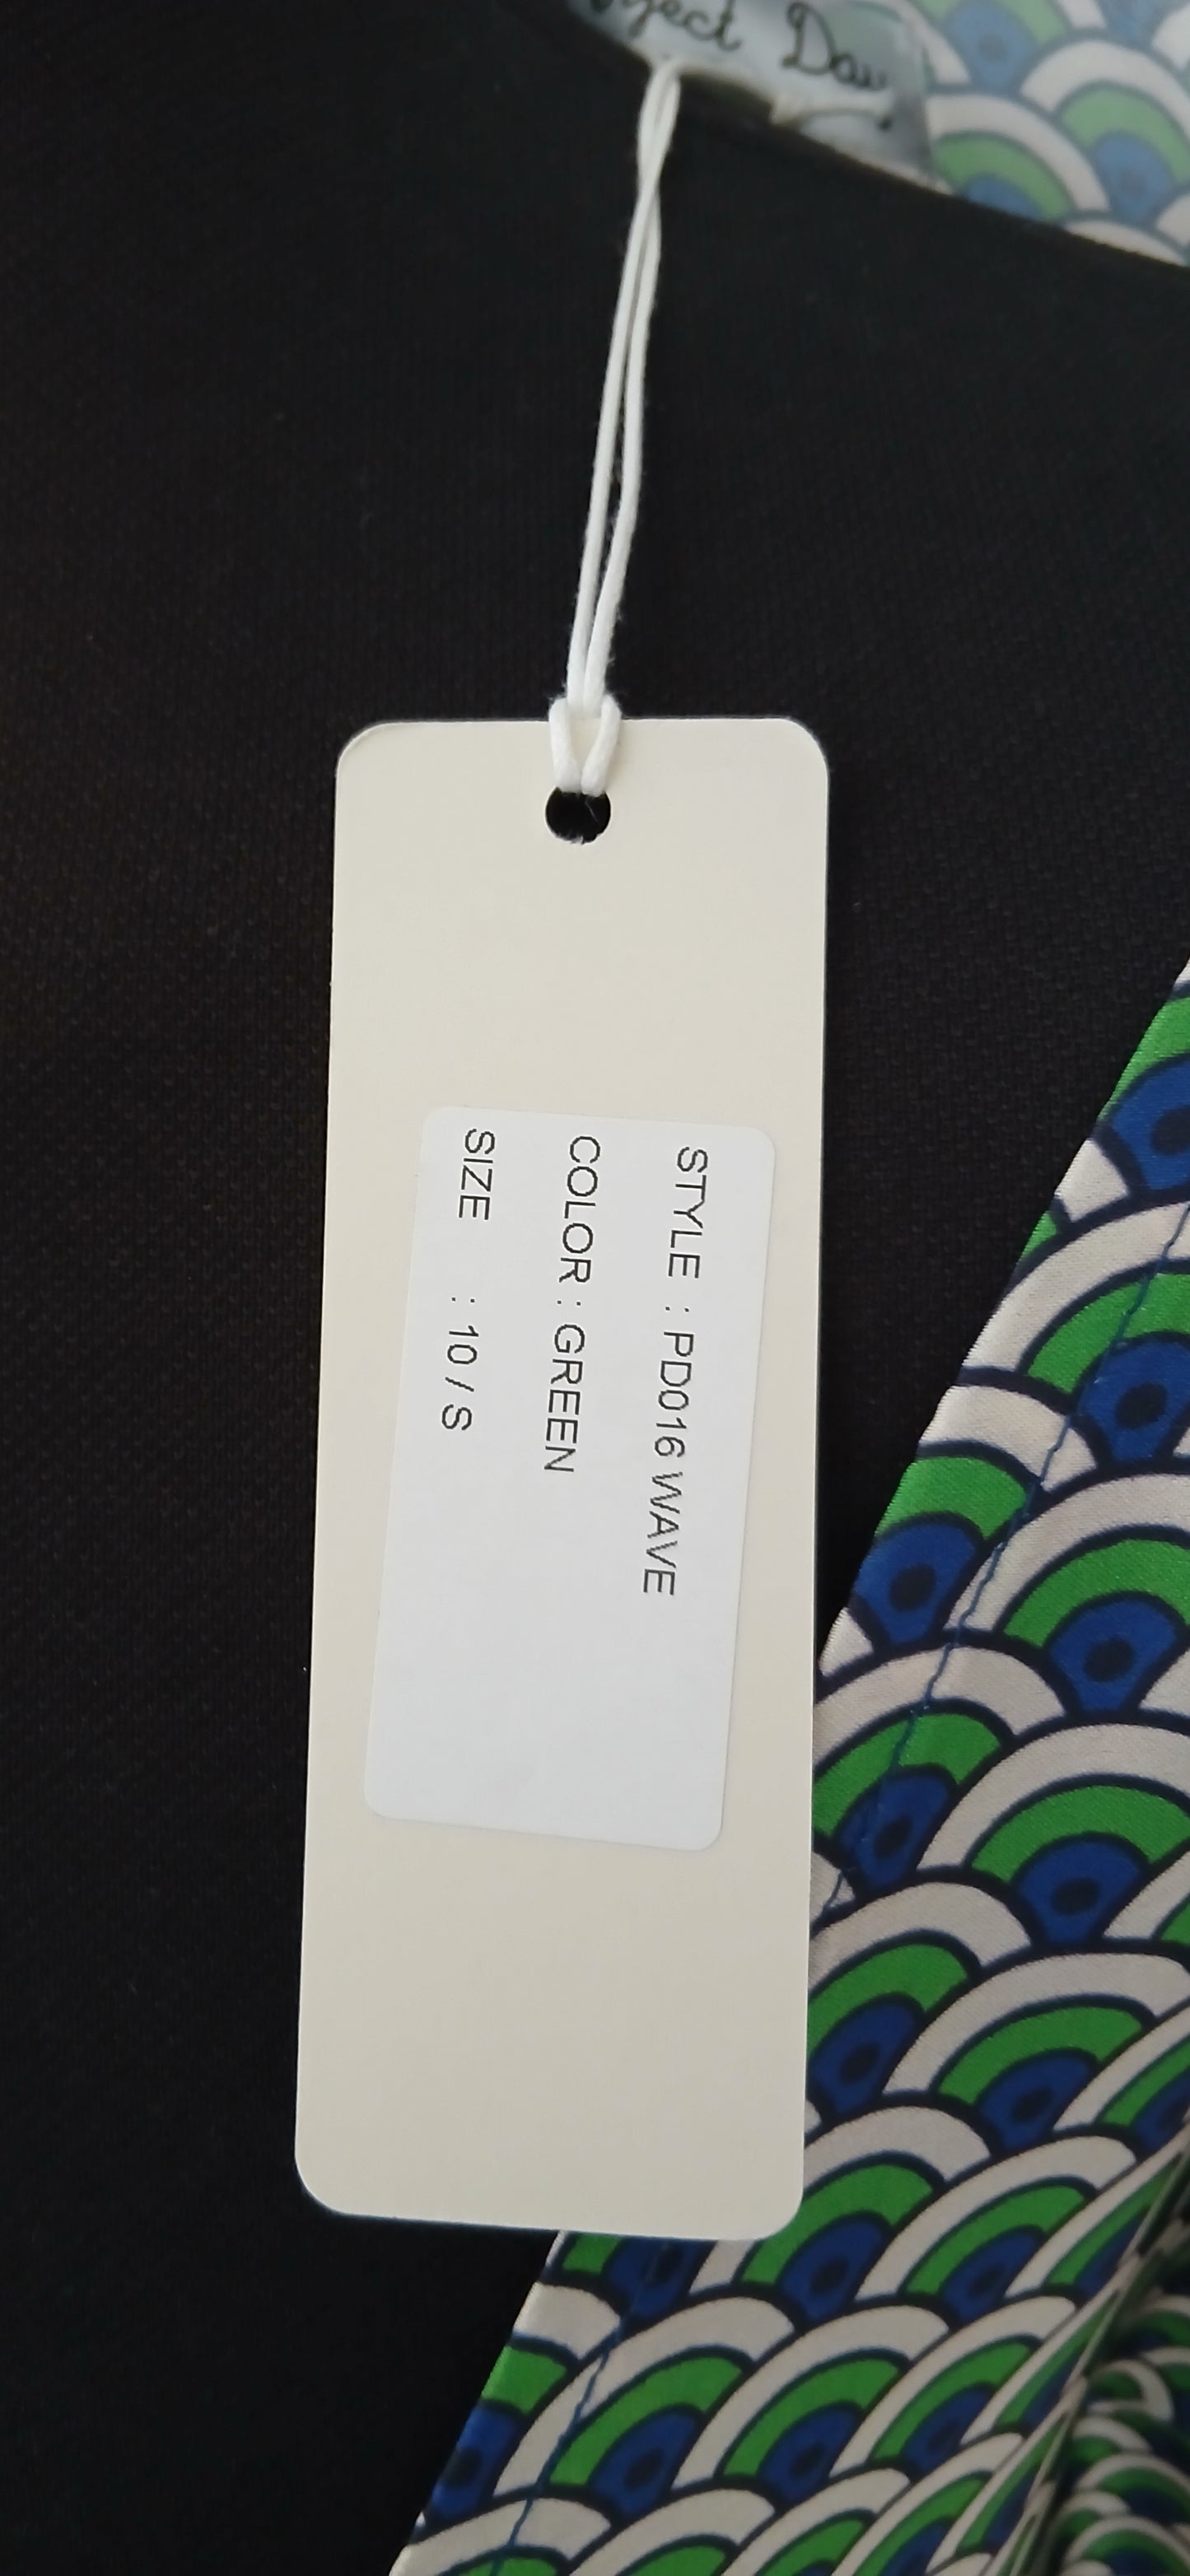 STYLE : PD016 WAVE
COLOR : GREEN
SIZE : 10 / S